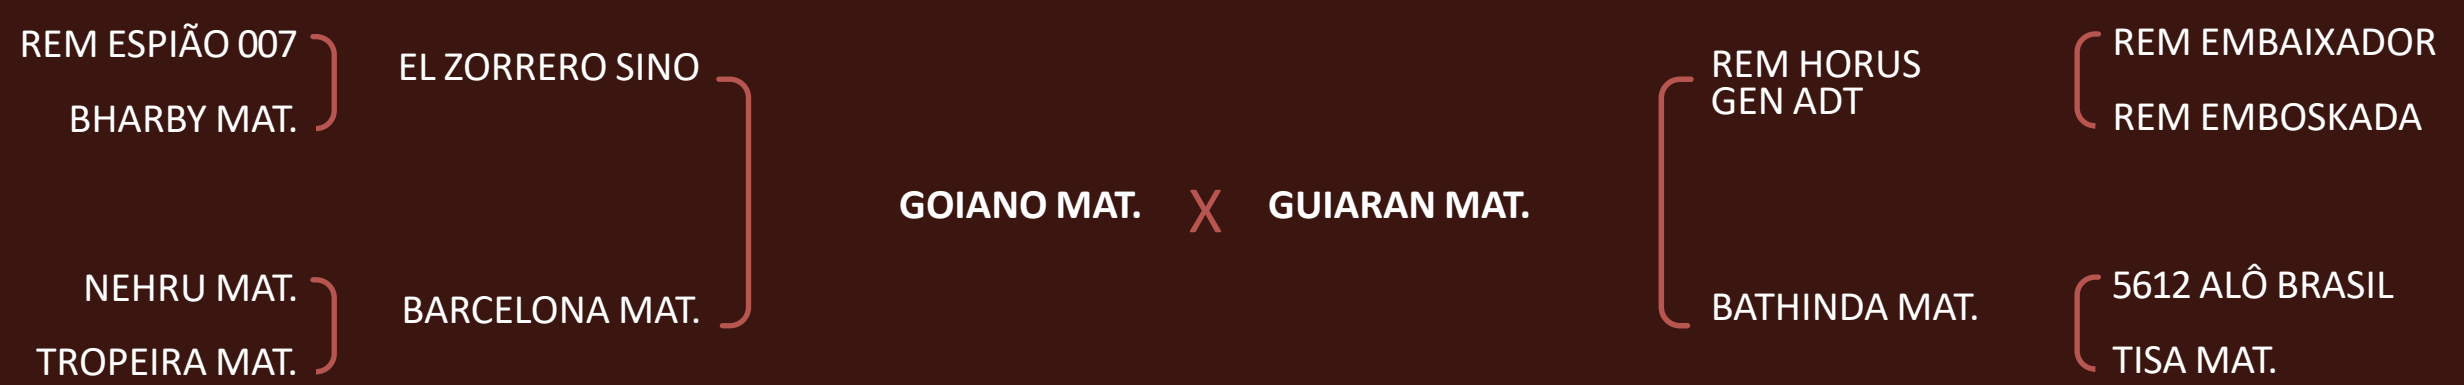 REM ESPIÃO 007
BHARBY MAT.
EL ZORRERO SINO
NEHRU MAT.
TROPEIRA MAT.
BARCELONA MAT.
GOIANO MAT. X GUIARAN MAT.
REM HORUS
GEN ADT
REM EMBAIXADOR
REM EMBOSKADA
BATHINDA MAT.
5612 ALÔ BRASIL
TISA MAT.